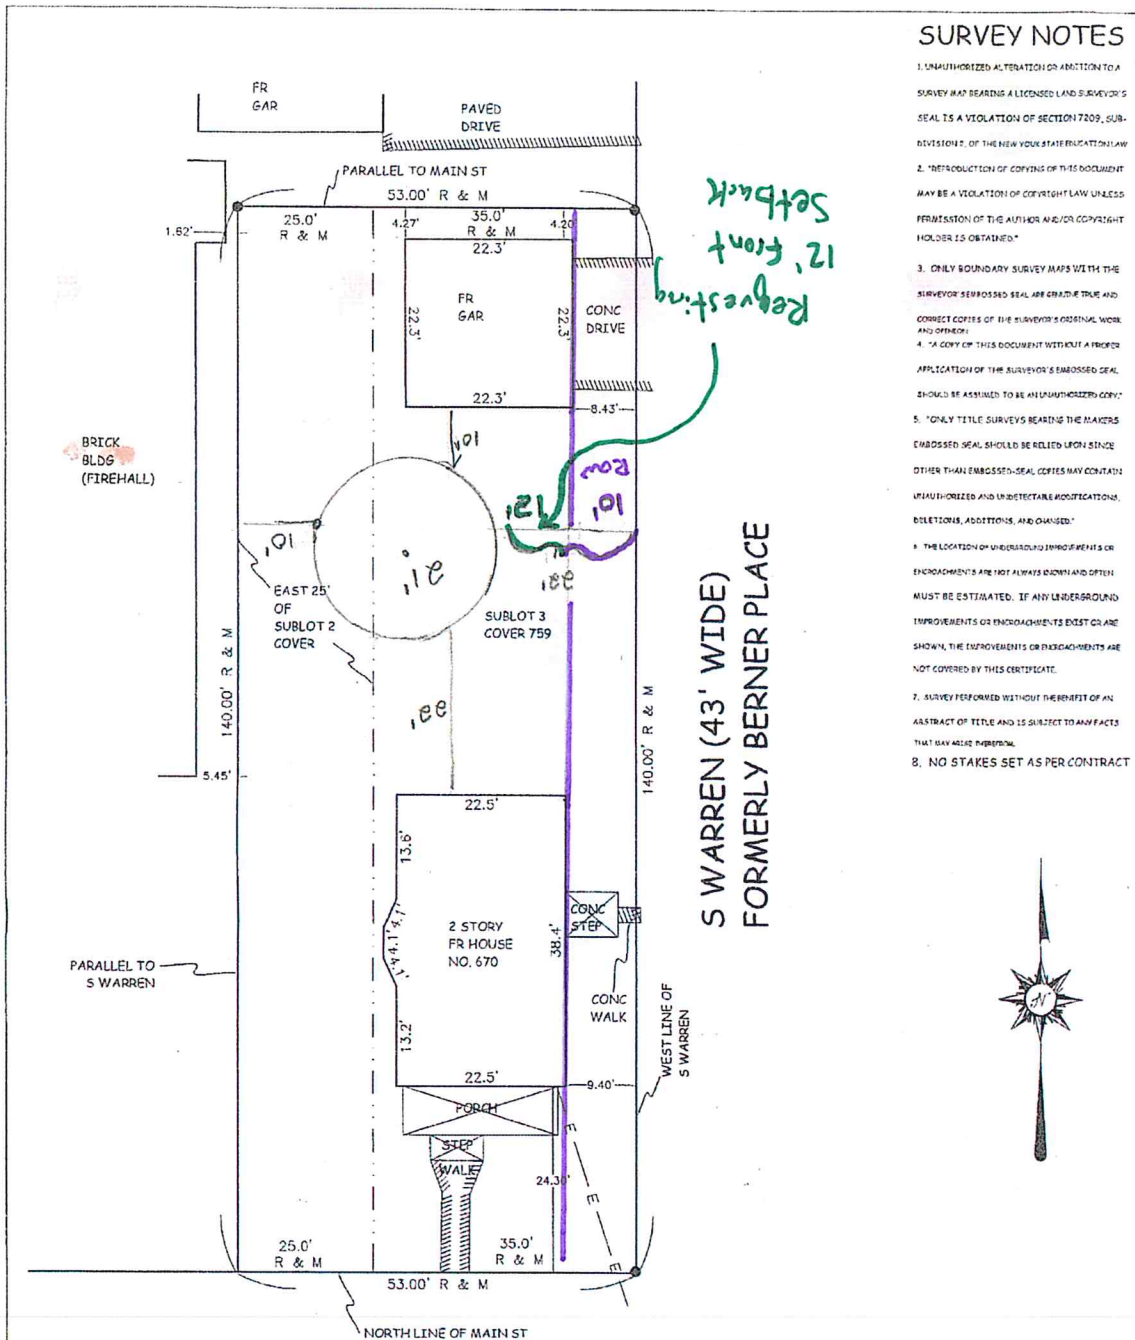 SURVEY NOTES
1. UNAUTHORIZED ALTERATION OR ADDITION TO A
SURVEY MAP BEARING A LICENSED LAND SURVEYOR'S
SEAL IS A VIOLATION OF SECTION 7209, SUB-
DIVISION 2, OF THE NEW YORK STATE EDUCATION LAW
2. "REPRODUCTION OF COPYING OF THIS DOCUMENT
MAY BE A VIOLATION OF COPYRIGHT LAW UNLESS
PERMISSION OF THE AUTHOR AND/OR COPYRIGHT
HOLDER IS OBTAINED."
3. ONLY BOUNDARY SURVEY MAPS WITH THE
SURVEYOR'S EMBOSSED SEAL ARE GENUINE TRUE AND
CORRECT COPIES OF THE SURVEYOR'S ORIGINAL WORK
AND OPINION
4. "A COPY OF THIS DOCUMENT WITHOUT A PROPER
APPLICATION OF THE SURVEYOR'S EMBOSSED SEAL
SHOULD BE ASSUMED TO BE AN UNAUTHORIZED COPY."
5. "ONLY TITLE SURVEYS BEARING THE MAKERS
EMBOSSED SEAL SHOULD BE RELIED UPON SINCE
OTHER THAN EMBOSSED-SEAL COPIES MAY CONTAIN
UNAUTHORIZED AND UNDETECTABLE MODIFICATIONS,
DELETIONS, ADDITIONS, AND CHANGES."
6. THE LOCATION OF UNDERGROUND IMPROVEMENTS OR
ENCROACHMENTS ARE NOT ALWAYS KNOWN AND OFTEN
MUST BE ESTIMATED. IF ANY UNDERGROUND
IMPROVEMENTS OR ENCROACHMENTS EXIST OR ARE
SHOWN, THE IMPROVEMENTS OR ENCROACHMENTS ARE
NOT COVERED BY THIS CERTIFICATE.
7. SURVEY PERFORMED WITHOUT THE BENEFIT OF AN
ABSTRACT OF TITLE AND IS SUBJECT TO ANY FACTS
THAT MAY ARISE THEREFROM.
8. NO STAKES SET AS PER CONTRACT
FR
GAR
PAVED
DRIVE
PARALLEL TO MAIN ST
53.00' R & M
25.0'
R & M
4.27'
35.0'
R & M
4.20'
1.62'
22.3'
FR
GAR
22.3'
22.3'
22.3'
CONC
DRIVE
8.43'
Requesting
12' front
Setback
BRICK
BLDG
(FIREHALL)
10'
ROW
10'
12'
10'
21'
22'
EAST 25'
OF
SUBLOT 2
COVER
SUBLOT 3
COVER 759
140.00' R & M
22'
140.00' R & M
5.45'
S WARREN (43' WIDE)
FORMERLY BERNER PLACE
22.5'
13.6'
4.1'
4.1'
4.1'
2 STORY
FR HOUSE
NO. 670
38.4'
CONC
STEP
CONC
WALK
PARALLEL TO
S WARREN
13.2'
WEST LINE OF
S WARREN
22.5'
9.40'
PORCH
STEP
WALK
24.30'
E
E
E
E
25.0'
R & M
35.0'
R & M
53.00' R & M
NORTH LINE OF MAIN ST
N